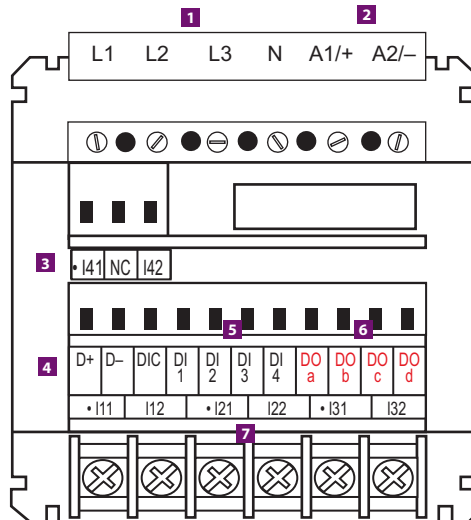 1 2
L1 L2 L3 N A1/+ A2/–
3 • I41 NC I42
5 6
4 D+ D– DIC DI 1 DI 2 DI 3 DI 4 DO a DO b DO c DO d
• I11 I12 • I21 I22 • I31 I32
7